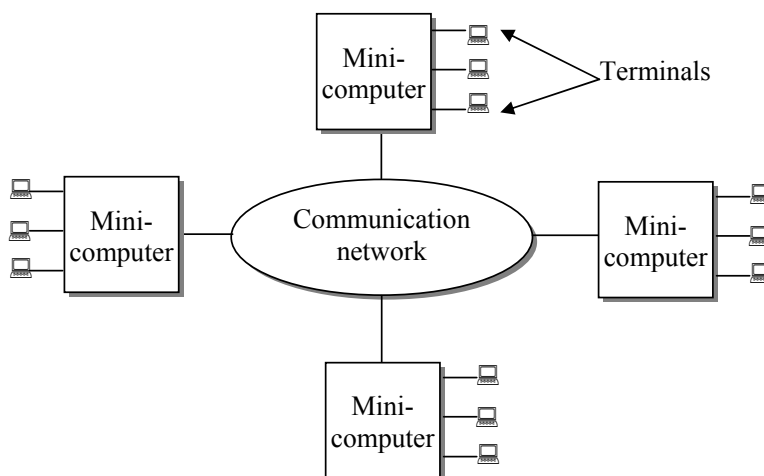 Mini-
computer
Terminals
Mini-
computer
Communication
network
Mini-
computer
Mini-
computer